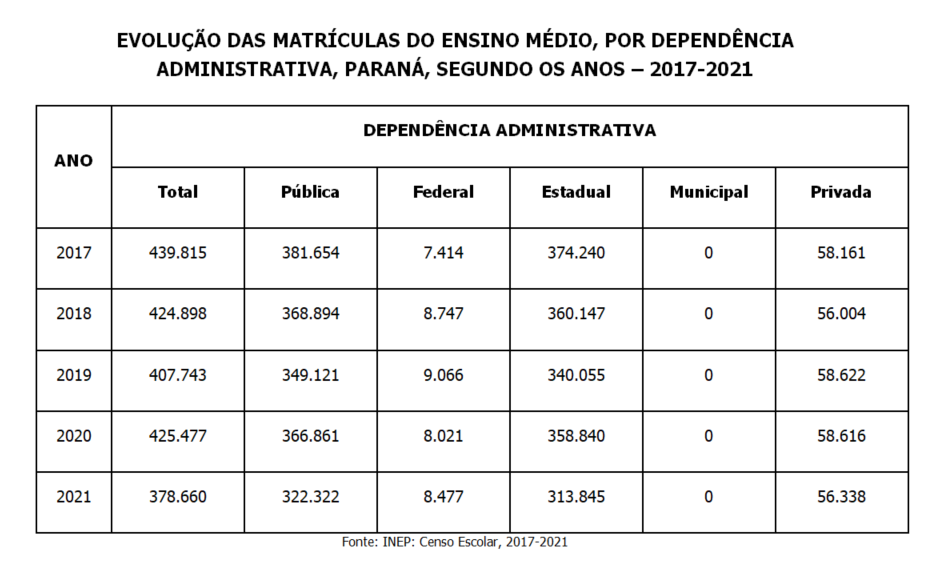 EVOLUÇÃO DAS MATRÍCULAS DO ENSINO MÉDIO, POR DEPENDÊNCIA
ADMINISTRATIVA, PARANÁ, SEGUNDO OS ANOS – 2017-2021
ANO
DEPENDÊNCIA ADMINISTRATIVA
Total Pública Federal Estadual Municipal Privada
2017 439.815 381.654 7.414 374.240 0 58.161
2018 424.898 368.894 8.747 360.147 0 56.004
2019 407.743 349.121 9.066 340.055 0 58.622
2020 425.477 366.861 8.021 358.840 0 58.616
2021 378.660 322.322 8.477 313.845 0 56.338
Fonte: INEP: Censo Escolar, 2017-2021